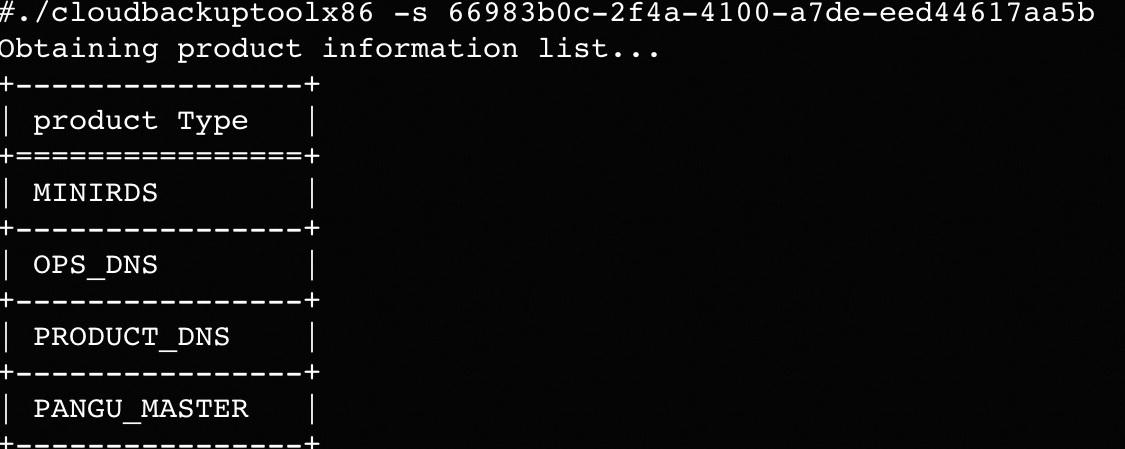 #./cloudbackuptoolx86 -s 66983b0c-2f4a-4100-a7de-eed44617aa5b
Obtaining product information list...
+----------------+
| product Type   |
+================+
| MINIRDS        |
+----------------+
| OPS_DNS        |
+----------------+
| PRODUCT_DNS    |
+----------------+
| PANGU_MASTER   |
+----------------+